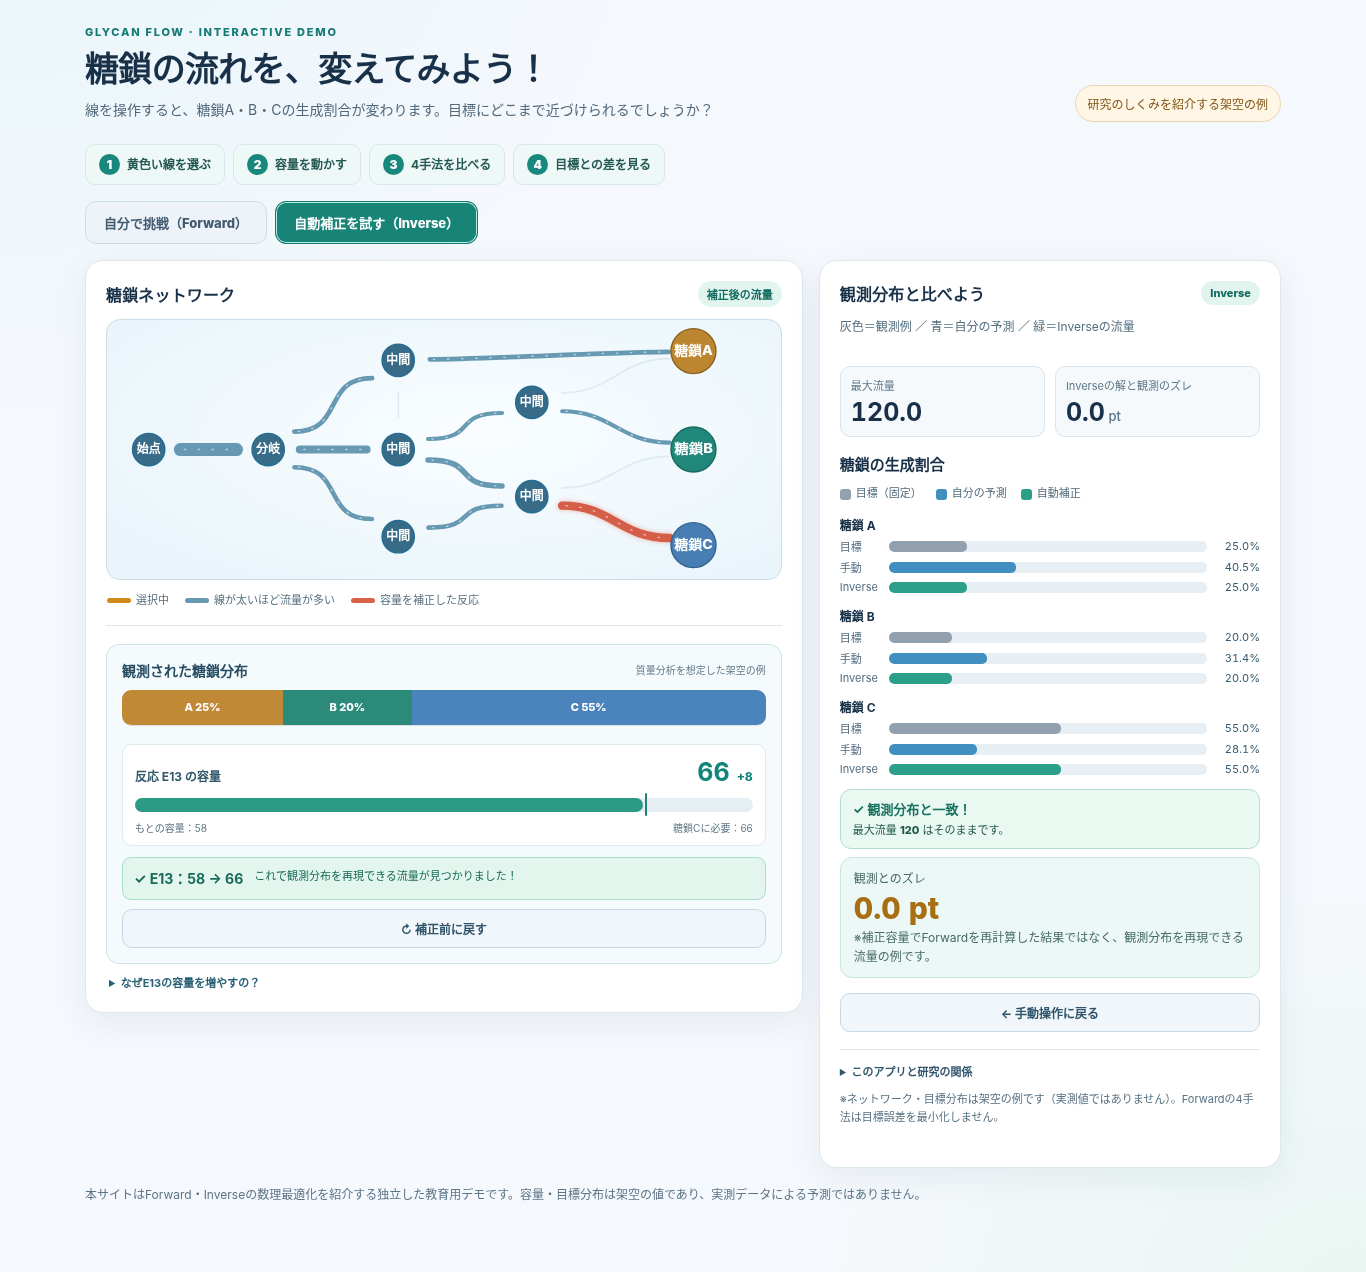 GLYCAN FLOW · INTERACTIVE DEMO
糖鎖の流れを、変えてみよう！
線を操作すると、糖鎖A・B・Cの生成割合が変わります。目標にどこまで近づけられるでしょうか？
研究のしくみを紹介する架空の例
1 黄色い線を選ぶ
2 容量を動かす
3 4手法を比べる
4 目標との差を見る
自分で挑戦（Forward）
自動補正を試す（Inverse）
糖鎖ネットワーク
補正後の流量
始点
分岐
中間
中間
中間
中間
中間
糖鎖A
糖鎖B
糖鎖C
選択中
線が太いほど流量が多い
容量を補正した反応
観測された糖鎖分布
質量分析を想定した架空の例
A 25%
B 20%
C 55%
反応 E13 の容量
66 +8
もとの容量：58
糖鎖Cに必要：66
✓ E13：58 → 66
これで観測分布を再現できる流量が見つかりました！
↻ 補正前に戻す
▶ なぜE13の容量を増やすの？
観測分布と比べよう
Inverse
灰色＝観測例 ／ 青＝自分の予測 ／ 緑＝Inverseの流量
最大流量
120.0
Inverseの解と観測のズレ
0.0 pt
糖鎖の生成割合
目標（固定）
自分の予測
自動補正
糖鎖 A
目標 25.0%
手動 40.5%
Inverse 25.0%
糖鎖 B
目標 20.0%
手動 31.4%
Inverse 20.0%
糖鎖 C
目標 55.0%
手動 28.1%
Inverse 55.0%
✓ 観測分布と一致！
最大流量 120 はそのままです。
観測とのズレ
0.0 pt
※補正容量でForwardを再計算した結果ではなく、観測分布を再現できる
流量の例です。
← 手動操作に戻る
▶ このアプリと研究の関係
※ネットワーク・目標分布は架空の例です（実測値ではありません）。Forwardの4手
法は目標誤差を最小化しません。
本サイトはForward・Inverseの数理最適化を紹介する独立した教育用デモです。容量・目標分布は架空の値であり、実測データによる予測ではありません。